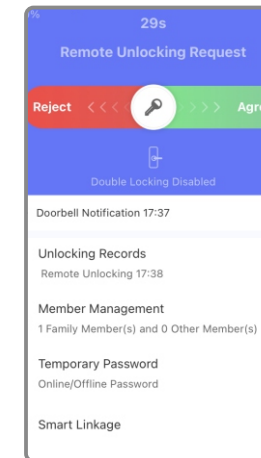 29s
Remote Unlocking Request
Reject
Agre
Double Locking Disabled
Doorbell Notification 17:37
Unlocking Records
Remote Unlocking 17:38
Member Management
1 Family Member(s) and 0 Other Member(s)
Temporary Password
Online/Offline Password
Smart Linkage